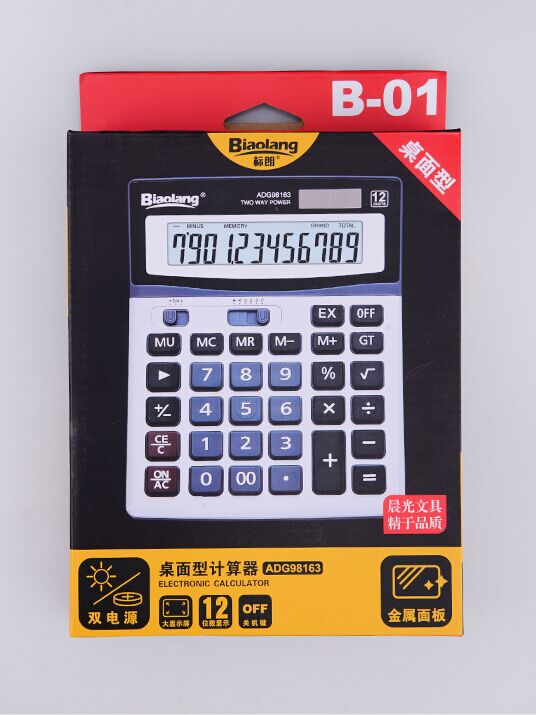 B-01
Biaolang
标朗®
桌面型
Biaolang®
ADG98163
TWO WAY POWER
12
DIGITS
— MINUS MEMORY GRAND TOTAL
7'901.23456789
EX OFF
MU MC MR M− M+ GT
▶ 7 8 9 % √
+/− 4 5 6 × ÷
CE/C 1 2 3 + −
ON/AC 0 00 · =
晨光文具
精于品质
桌面型计算器 ADG98163
ELECTRONIC CALCULATOR
双电源
大显示屏
12
位数显示
OFF
关机键
金属面板